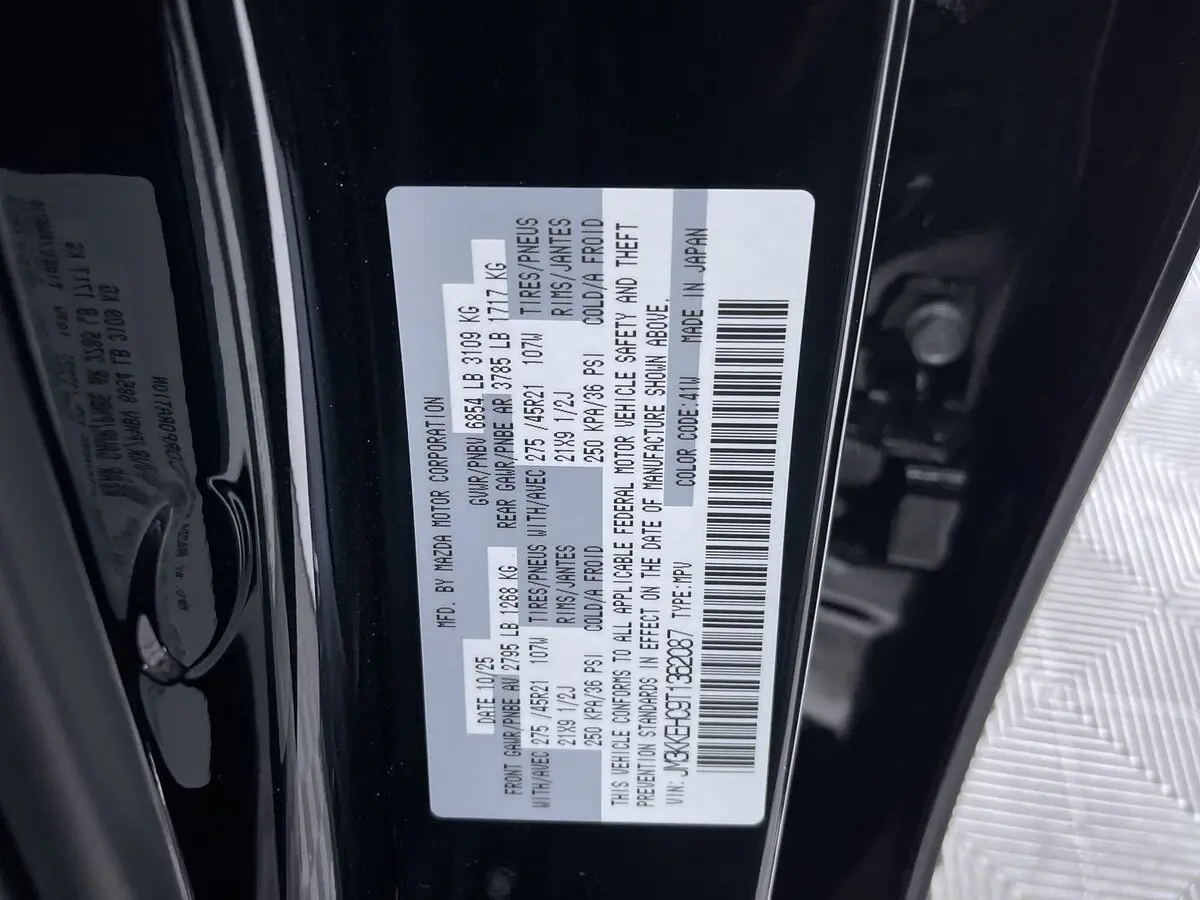 MFD. BY MAZDA MOTOR CORPORATION
DATE 10/25 GVWR/PNBV 6854 LB 3109 KG
FRONT GAWR/PNBE AV 2795 LB 1268 KG REAR GAWR/PNBE AR 3785 LB 1717 KG
WITH/AVEC 275 /45R21 107W TIRES/PNEUS WITH/AVEC 275 /45R21 107W TIRES/PNEUS
21X9 1/2J RIMS/JANTES 21X9 1/2J RIMS/JANTES
250 KPA/36 PSI COLD/A FROID 250 KPA/36 PSI COLD/A FROID
THIS VEHICLE CONFORMS TO ALL APPLICABLE FEDERAL MOTOR VEHICLE SAFETY AND THEFT
PREVENTION STANDARDS IN EFFECT ON THE DATE OF MANUFACTURE SHOWN ABOVE.
VIN: JM3KKEHC9T1362087 TYPE:MPV COLOR CODE:41W MADE IN JAPAN